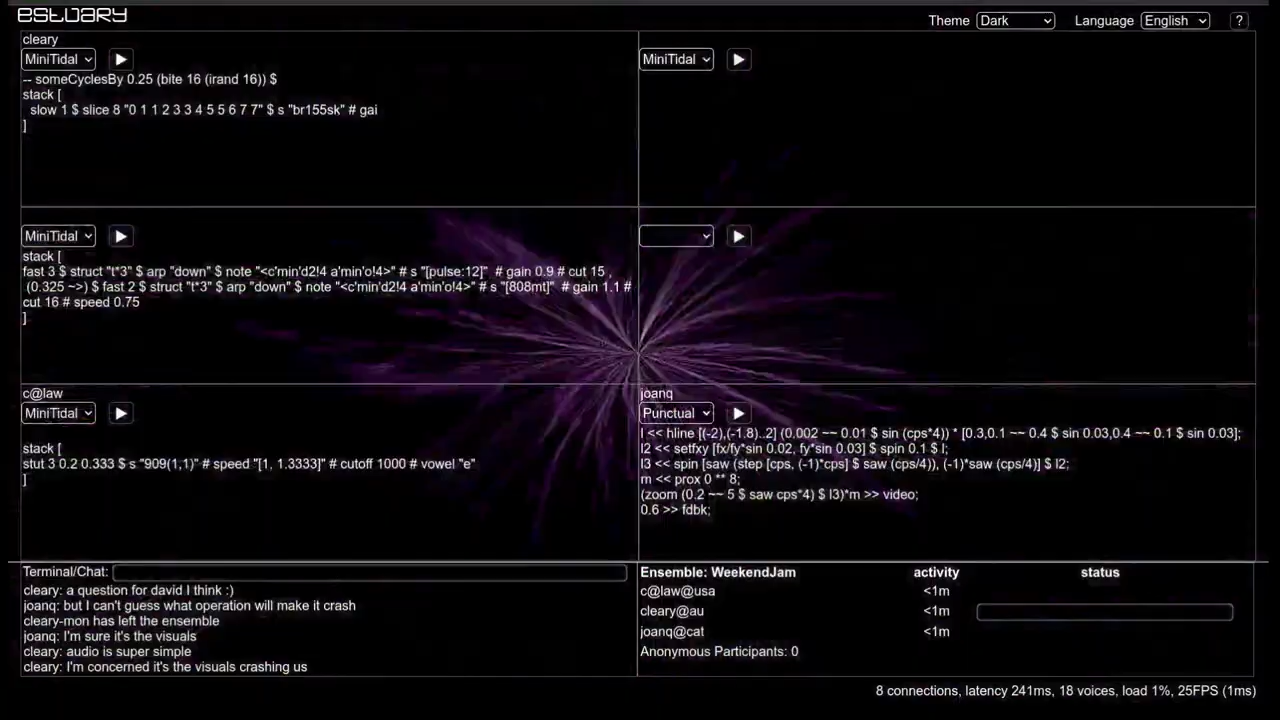 estuary
Theme Dark Language English ?
cleary
MiniTidal
-- someCyclesBy 0.25 (bite 16 (irand 16)) $
stack [
slow 1 $ slice 8 "0 1 1 2 3 3 4 5 5 6 7 7" $ s "br155sk" # gai
]
MiniTidal
MiniTidal
stack [
fast 3 $ struct "t*3" $ arp "down" $ note "<c'min'd2!4 a'min'o!4>" # s "[pulse:12]" # gain 0.9 # cut 15 ,
(0.325 ~>) $ fast 2 $ struct "t*3" $ arp "down" $ note "<c'min'd2!4 a'min'o!4>" # s "[808mt]" # gain 1.1 #
cut 16 # speed 0.75
]
c@law
MiniTidal
stack [
stut 3 0.2 0.333 $ s "909(1,1)" # speed "[1, 1.3333]" # cutoff 1000 # vowel "e"
]
joanq
Punctual
l << hline [(-2),(-1.8)..2] (0.002 ~~ 0.01 $ sin (cps*4)) * [0.3,0.1 ~~ 0.4 $ sin 0.03,0.4 ~~ 0.1 $ sin 0.03];
l2 << setfxy [fx/fy*sin 0.02, fy*sin 0.03] $ spin 0.1 $ l;
l3 << spin [saw (step [cps, (-1)*cps] $ saw (cps/4)), (-1)*saw (cps/4)] $ l2;
m << prox 0 ** 8;
(zoom (0.2 ~~ 5 $ saw cps*4) $ l3)*m >> video;
0.6 >> fdbk;
Terminal/Chat:
cleary: a question for david I think :)
joanq: but I can't guess what operation will make it crash
cleary-mon has left the ensemble
joanq: I'm sure it's the visuals
cleary: audio is super simple
cleary: I'm concerned it's the visuals crashing us
Ensemble: WeekendJam activity status
c@law@usa <1m
cleary@au <1m
joanq@cat <1m
Anonymous Participants: 0
8 connections, latency 241ms, 18 voices, load 1%, 25FPS (1ms)